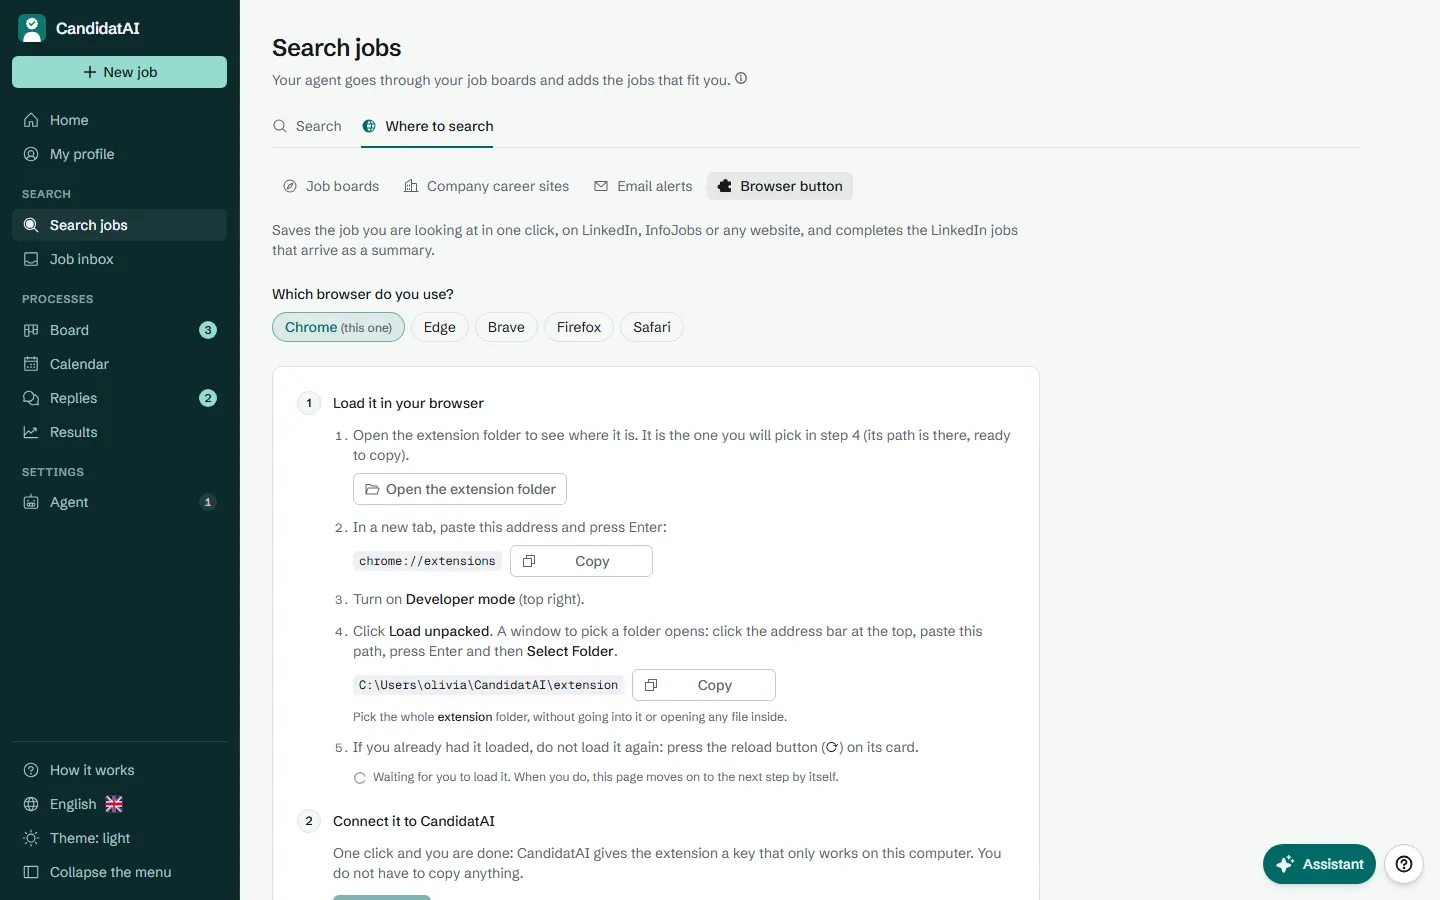 CandidatAI
New job
Home
My profile
SEARCH
Search jobs
Job inbox
PROCESSES
Board 3
Calendar
Replies 2
Results
SETTINGS
Agent 1
How it works
English
Theme: light
Collapse the menu
Search jobs
Your agent goes through your job boards and adds the jobs that fit you.
Search Where to search
Job boards Company career sites Email alerts Browser button
Saves the job you are looking at in one click, on LinkedIn, InfoJobs or any website, and completes the LinkedIn jobs
that arrive as a summary.
Which browser do you use?
Chrome (this one) Edge Brave Firefox Safari
1 Load it in your browser
1. Open the extension folder to see where it is. It is the one you will pick in step 4 (its path is there, ready
to copy).
Open the extension folder
2. In a new tab, paste this address and press Enter:
chrome://extensions Copy
3. Turn on Developer mode (top right).
4. Click Load unpacked. A window to pick a folder opens: click the address bar at the top, paste this
path, press Enter and then Select Folder.
C:\Users\olivia\CandidatAI\extension Copy
Pick the whole extension folder, without going into it or opening any file inside.
5. If you already had it loaded, do not load it again: press the reload button (⟳) on its card.
Waiting for you to load it. When you do, this page moves on to the next step by itself.
2 Connect it to CandidatAI
One click and you are done: CandidatAI gives the extension a key that only works on this computer. You
do not have to copy anything.
Assistant